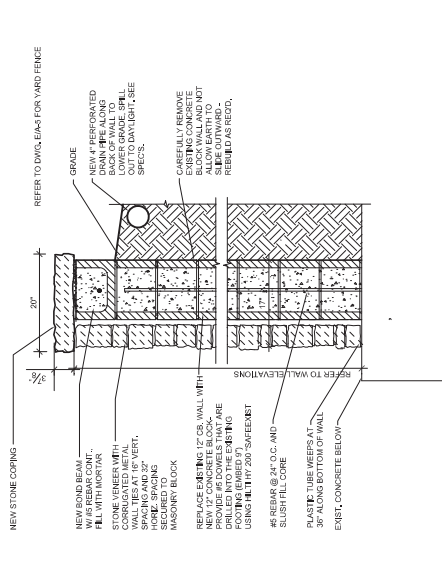 NEW STONE COPING
REFER TO DWG. E/A-5 FOR YARD FENCE
20"
3 7/8"
GRADE
NEW 4" PERFORATED
DRAIN PIPE ALONG
BACK OF WALL TO
LOWER GRADE, SPILL
OUT TO DAYLIGHT. SEE
SPEC'S.
CAREFULLY REMOVE
EXISTING CONCRETE
BLOCK WALL AND NOT
ALLOW EARTH TO
SLIDE OUTWARD -
REBUILD AS REQ'D.
NEW BOND BEAM
W/ #5 REBAR CONT.,
FILL WITH MORTAR
STONE VENEER WITH
CORRUGATED METAL
WALL TIES AT 16" VERT.
SPACING AND 32"
HORIZ. SPACING
SECURED TO
MASONRY BLOCK
REPLACE EXISTING 12" CB. WALL WITH
NEW 12" CONCRETE BLOCK-
PROVIDE #5 DOWELS THAT ARE
DRILLED INTO THE EXISTING
FOOTING (EMBED 9")
USING HILTI HY 200 "SAFE
#5 REBAR @ 24" O.C. AND
SLUSH FILL CORE
PLASTIC TUBE WEEPS AT
36" ALONG BOTTOM OF WALL
EXIST. CONCRETE BELOW
REFER TO WALL ELEVATIONS
17"